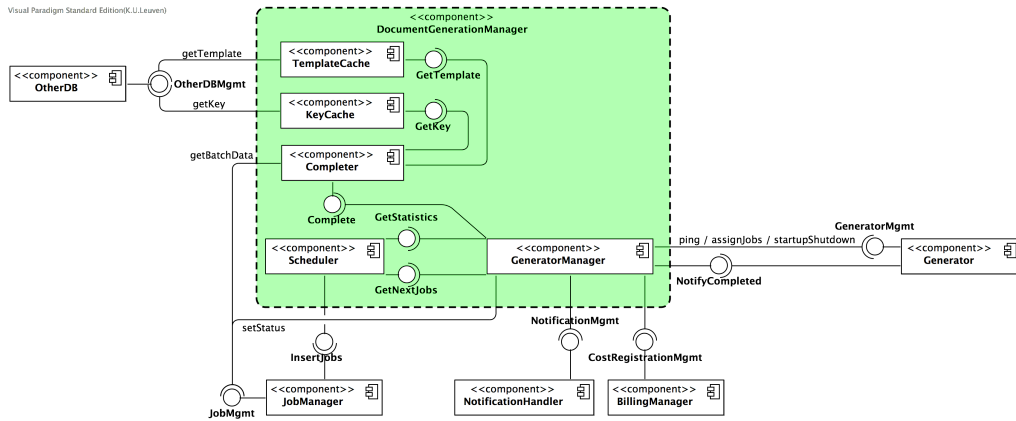 Visual Paradigm Standard Edition(K.U.Leuven)
<<component>>
DocumentGenerationManager
<<component>>
TemplateCache
getTemplate
GetTemplate
<<component>>
OtherDB
OtherDBMgmt
getKey
<<component>>
KeyCache
GetKey
getBatchData
<<component>>
Completer
Complete
GetStatistics
<<component>>
Scheduler
<<component>>
GeneratorManager
GetNextJobs
ping / assignJobs / startupShutdown
GeneratorMgmt
<<component>>
Generator
NotifyCompleted
setStatus
InsertJobs
NotificationMgmt
CostRegistrationMgmt
JobMgmt
<<component>>
JobManager
<<component>>
NotificationHandler
<<component>>
BillingManager